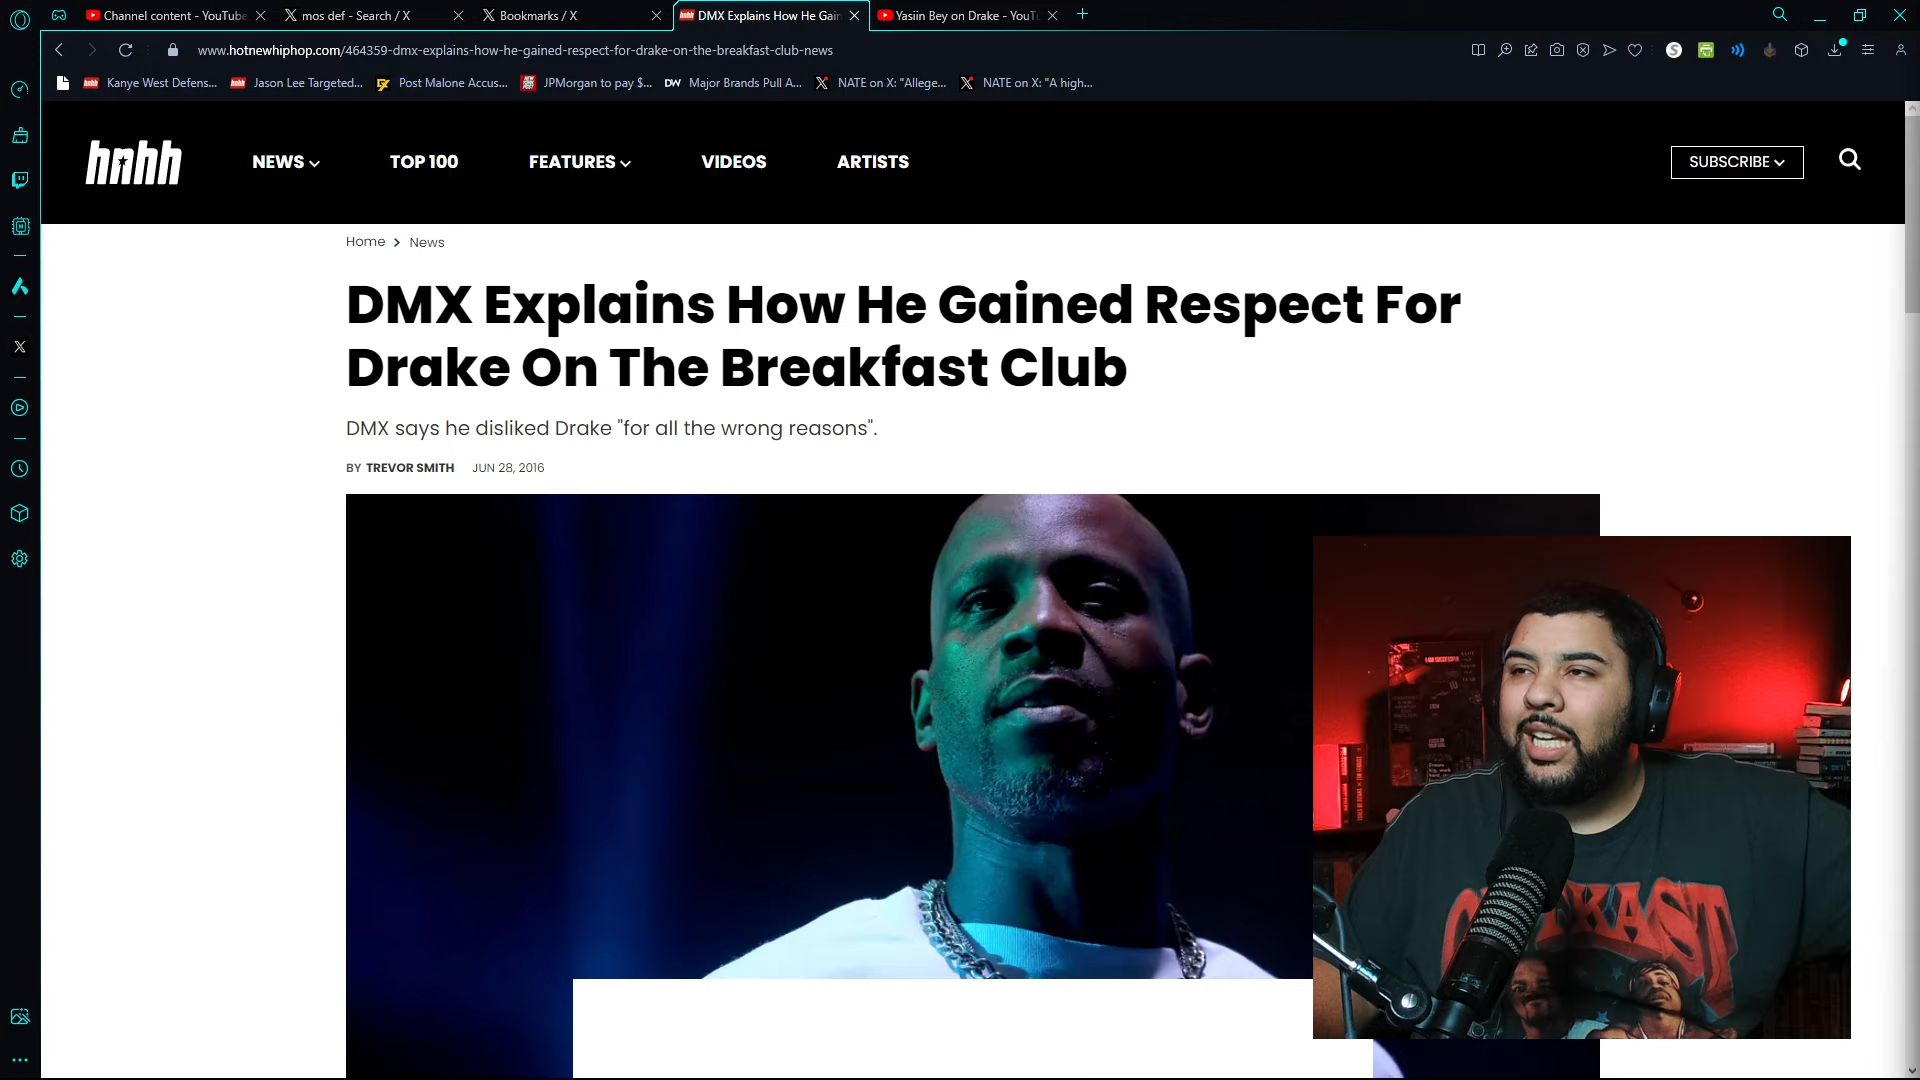 Channel content - YouTube
mos def - Search / X
Bookmarks / X
DMX Explains How He Gain
Yasiin Bey on Drake - YouT
www.hotnewhiphop.com/464359-dmx-explains-how-he-gained-respect-for-drake-on-the-breakfast-club-news
Kanye West Defens...
Jason Lee Targeted...
Post Malone Accus...
JPMorgan to pay $...
DW Major Brands Pull A...
NATE on X: "Allege...
NATE on X: "A high...
hnhh
NEWS
TOP 100
FEATURES
VIDEOS
ARTISTS
SUBSCRIBE
Home > News
DMX Explains How He Gained Respect For
Drake On The Breakfast Club
DMX says he disliked Drake "for all the wrong reasons".
BY TREVOR SMITH JUN 28, 2016